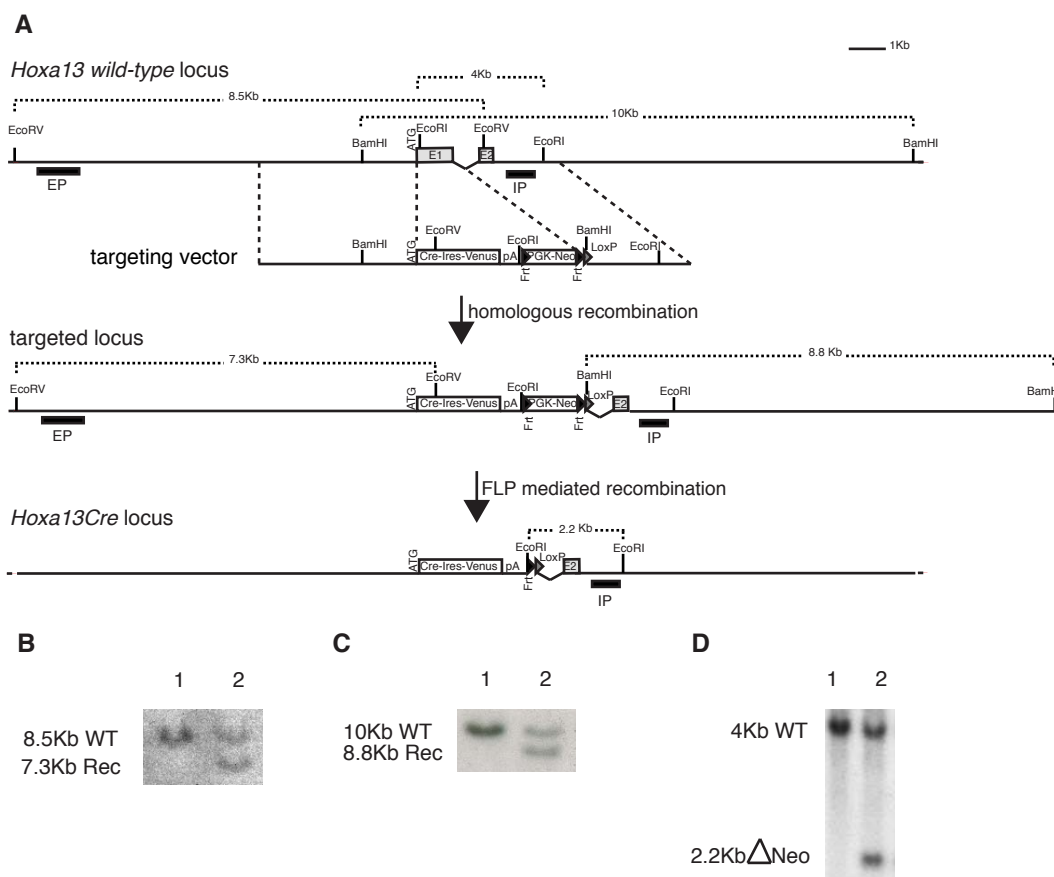 A
1Kb
Hoxa13 wild-type locus
4Kb
8.5Kb
10Kb
EcoRV
BamHI
ATG
EcoRI
EcoRV
EcoRI
BamHI
E1
E2
EP
IP
targeting vector
BamHI
ATG
EcoRV
EcoRI
BamHI
LoxP
EcoRI
Cre-Ires-Venus
pA
PGK-Neo
Frt
Frt
homologous recombination
targeted locus
7.3Kb
8.8 Kb
EcoRV
ATG
EcoRV
EcoRI
BamHI
LoxP
EcoRI
BamH
Cre-Ires-Venus
pA
PGK-Neo
E2
Frt
Frt
EP
IP
FLP mediated recombination
Hoxa13Cre locus
2.2 Kb
ATG
EcoRI
LoxP
EcoRI
Cre-Ires-Venus
pA
E2
Frt
IP
B
1 2
8.5Kb WT
7.3Kb Rec
C
1 2
10Kb WT
8.8Kb Rec
D
1 2
4Kb WT
2.2Kb△Neo